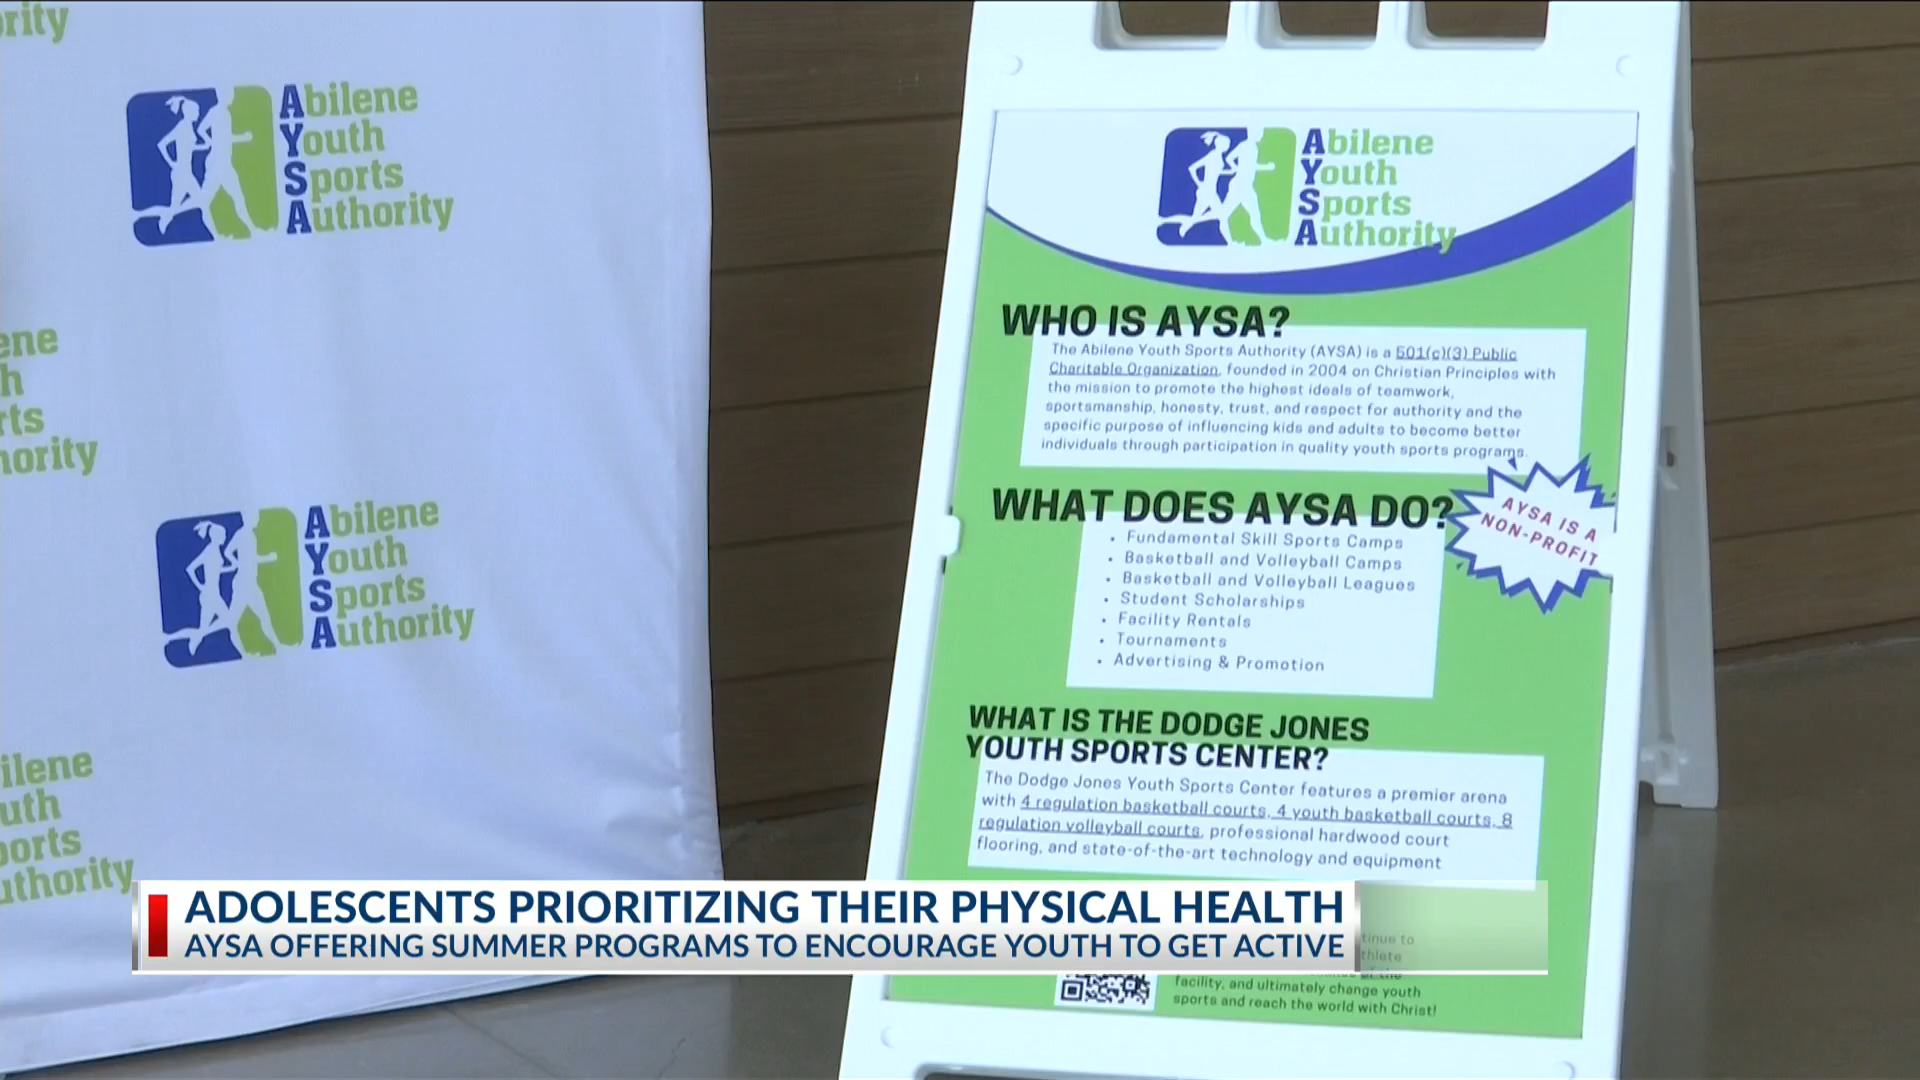 ority
Abilene
Youth
Sports
Authority
ene
h
rts
hority
Abilene
Youth
Sports
Authority
ilene
uth
ports
uthority
Abilene
Youth
Sports
Authority
WHO IS AYSA?
The Abilene Youth Sports Authority (AYSA) is a 501(c)(3) Public
Charitable Organization, founded in 2004 on Christian Principles with
the mission to promote the highest ideals of teamwork,
sportsmanship, honesty, trust, and respect for authority and the
specific purpose of influencing kids and adults to become better
individuals through participation in quality youth sports programs.
WHAT DOES AYSA DO?
AYSA IS A
NON-PROFIT
• Fundamental Skill Sports Camps
• Basketball and Volleyball Camps
• Basketball and Volleyball Leagues
• Student Scholarships
• Facility Rentals
• Tournaments
• Advertising & Promotion
WHAT IS THE DODGE JONES
YOUTH SPORTS CENTER?
The Dodge Jones Youth Sports Center features a premier arena
with 4 regulation basketball courts, 4 youth basketball courts, 8
regulation volleyball courts, professional hardwood court
flooring, and state-of-the-art technology and equipment
tinue to
thlete
of the
facility, and ultimately change youth
sports and reach the world with Christ!
ADOLESCENTS PRIORITIZING THEIR PHYSICAL HEALTH
AYSA OFFERING SUMMER PROGRAMS TO ENCOURAGE YOUTH TO GET ACTIVE